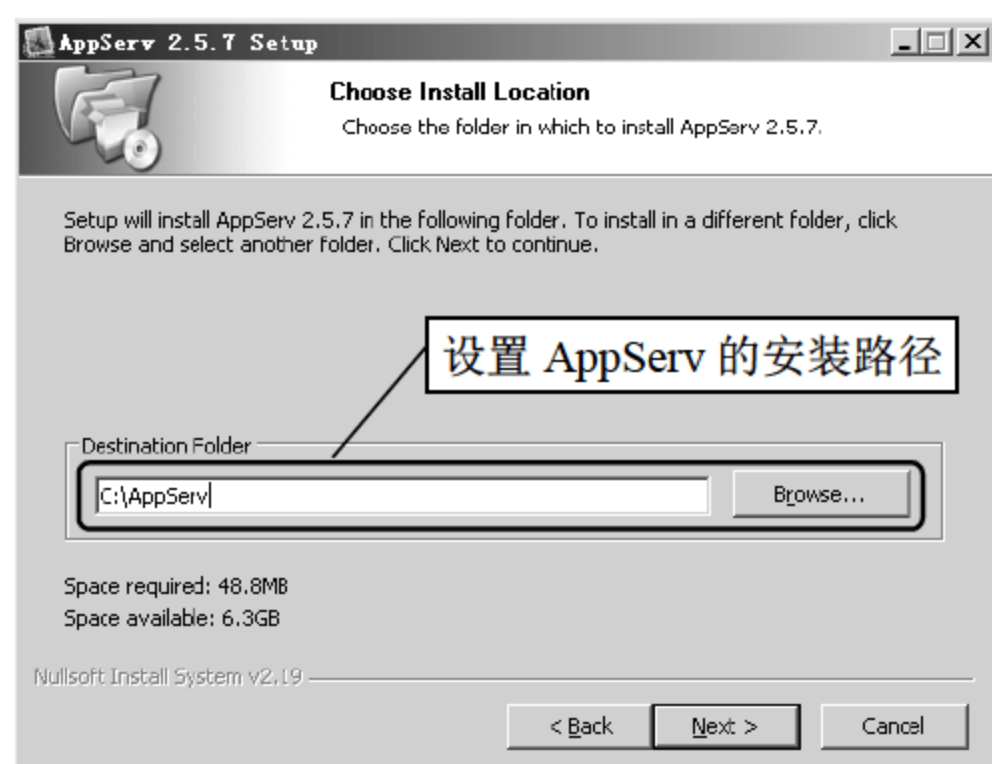 AppServ 2.5.7 Setup
Choose Install Location
Choose the folder in which to install AppServ 2.5.7.
Setup will install AppServ 2.5.7 in the following folder. To install in a different folder, click
Browse and select another folder. Click Next to continue.
设置 AppServ 的安装路径
Destination Folder
C:\AppServ
Browse...
Space required: 48.8MB
Space available: 6.3GB
Nullsoft Install System v2.19
< Back
Next >
Cancel